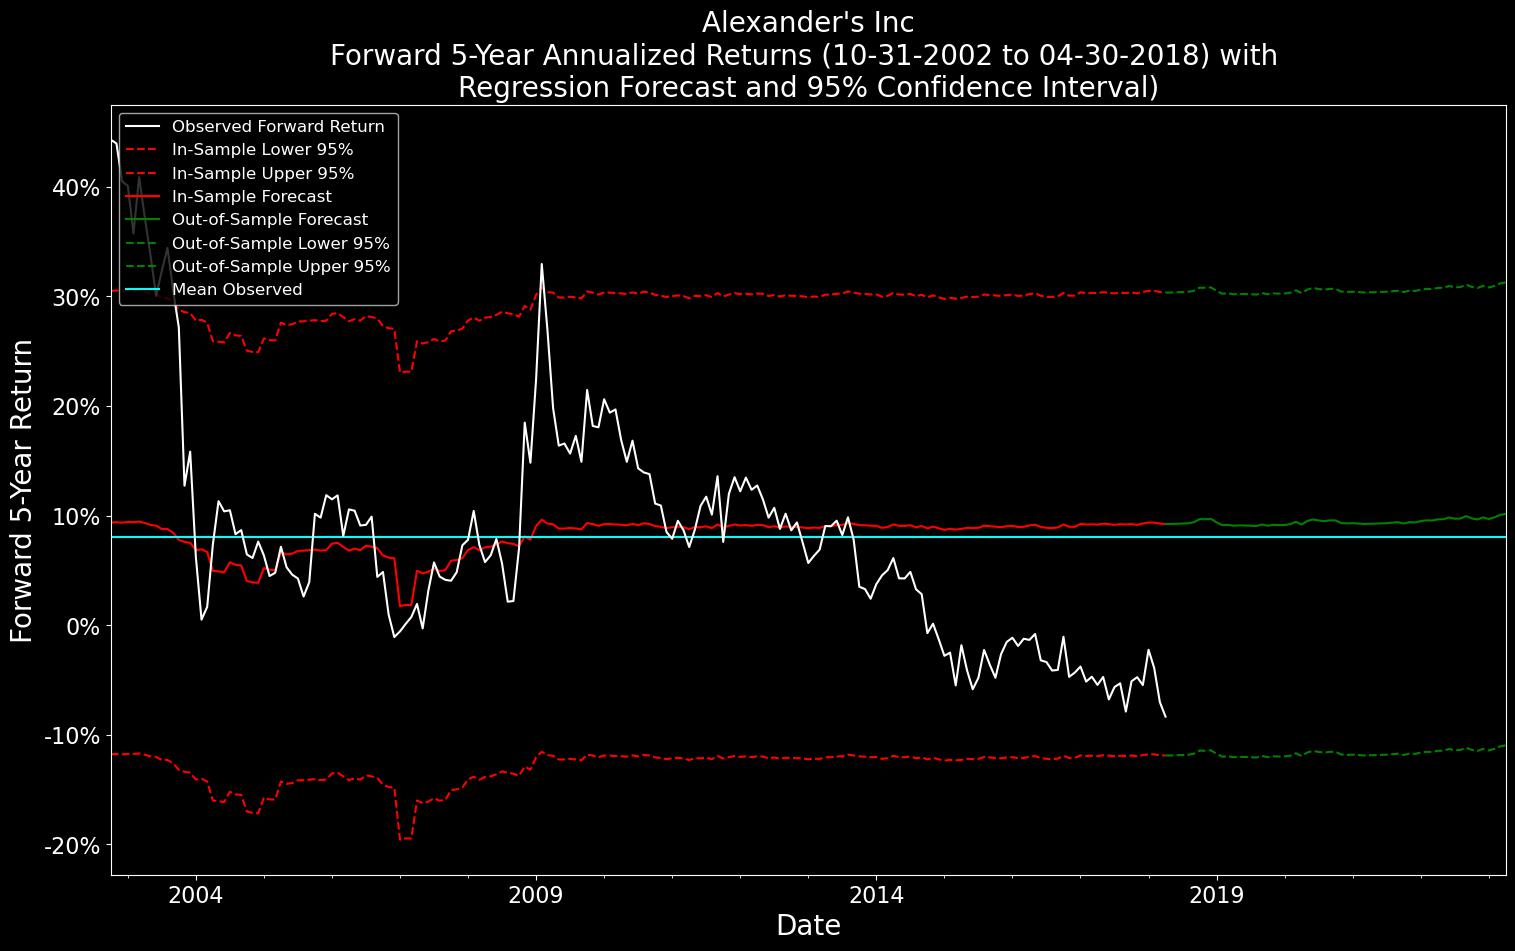 Alexander's Inc
Forward 5-Year Annualized Returns (10-31-2002 to 04-30-2018) with
Regression Forecast and 95% Confidence Interval)
Observed Forward Return
In-Sample Lower 95%
In-Sample Upper 95%
In-Sample Forecast
Out-of-Sample Forecast
Out-of-Sample Lower 95%
Out-of-Sample Upper 95%
Mean Observed
Forward 5-Year Return
40%
30%
20%
10%
0%
-10%
-20%
2004
2009
2014
2019
Date